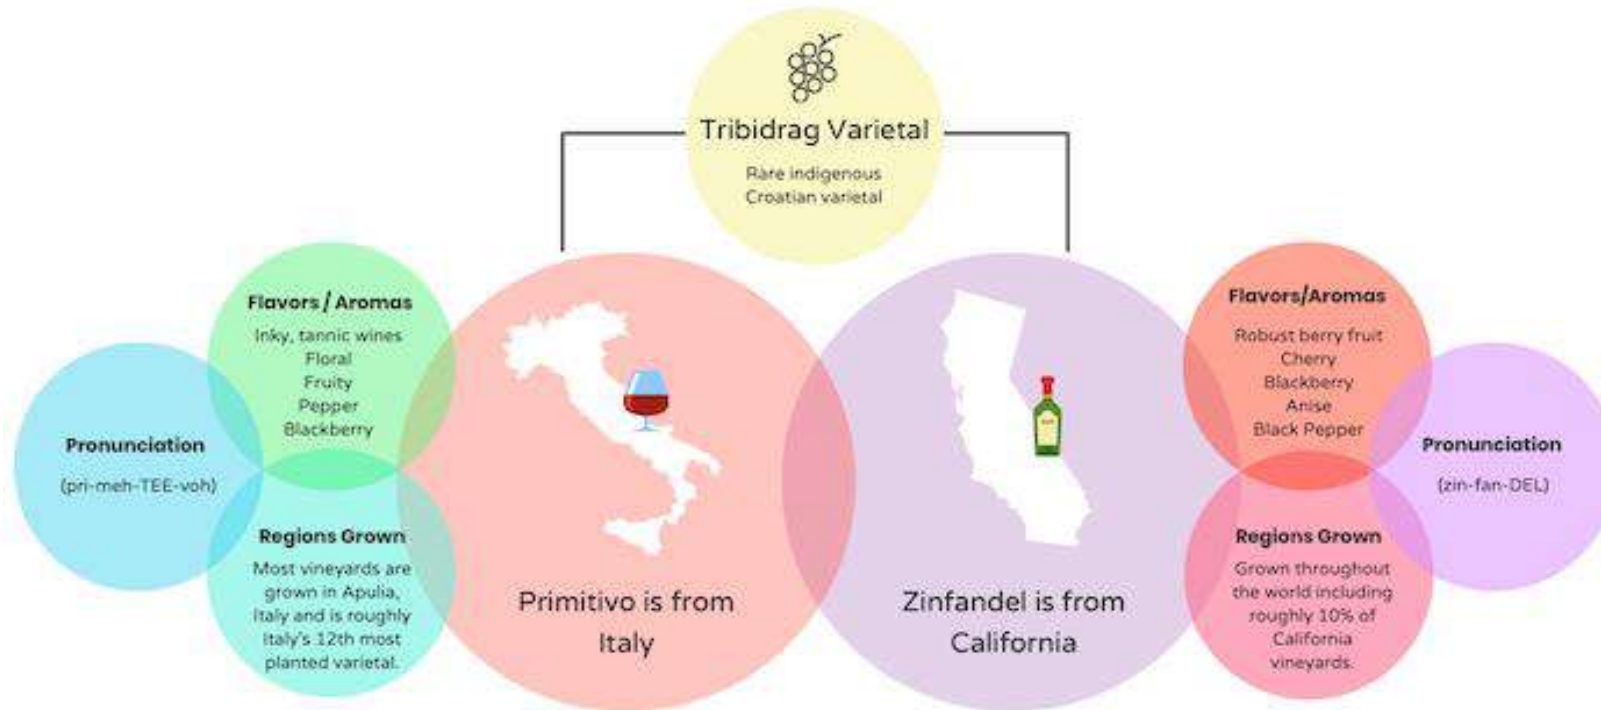 Tribidrag Varietal
Rare indigenous
Croatian varietal
Flavors / Aromas
Inky, tannic wines
Floral
Fruity
Pepper
Blackberry
Pronunciation
(pri-meh-TEE-voh)
Regions Grown
Most vineyards are
grown in Apulia,
Italy and is roughly
Italy's 12th most
planted varietal.
Primitivo is from
Italy
Zinfandel is from
California
Flavors/Aromas
Robust berry fruit
Cherry
Blackberry
Anise
Black Pepper
Pronunciation
(zin-fan-DEL)
Regions Grown
Grown throughout
the world including
roughly 10% of
California
vineyards.